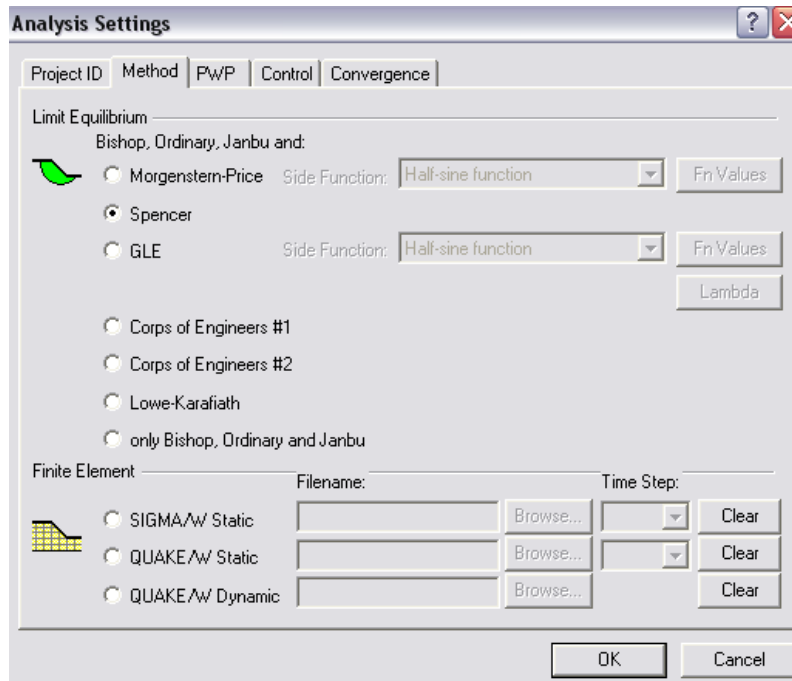 Analysis Settings
Project ID Method PWP Control Convergence
Limit Equilibrium
Bishop, Ordinary, Janbu and:
Morgenstern-Price Side Function: Half-sine function Fn Values
Spencer
GLE Side Function: Half-sine function Fn Values
Lambda
Corps of Engineers #1
Corps of Engineers #2
Lowe-Karafiath
only Bishop, Ordinary and Janbu
Finite Element
Filename: Time Step:
SIGMA/W Static Browse... Clear
QUAKE/W Static Browse... Clear
QUAKE/W Dynamic Browse... Clear
OK Cancel